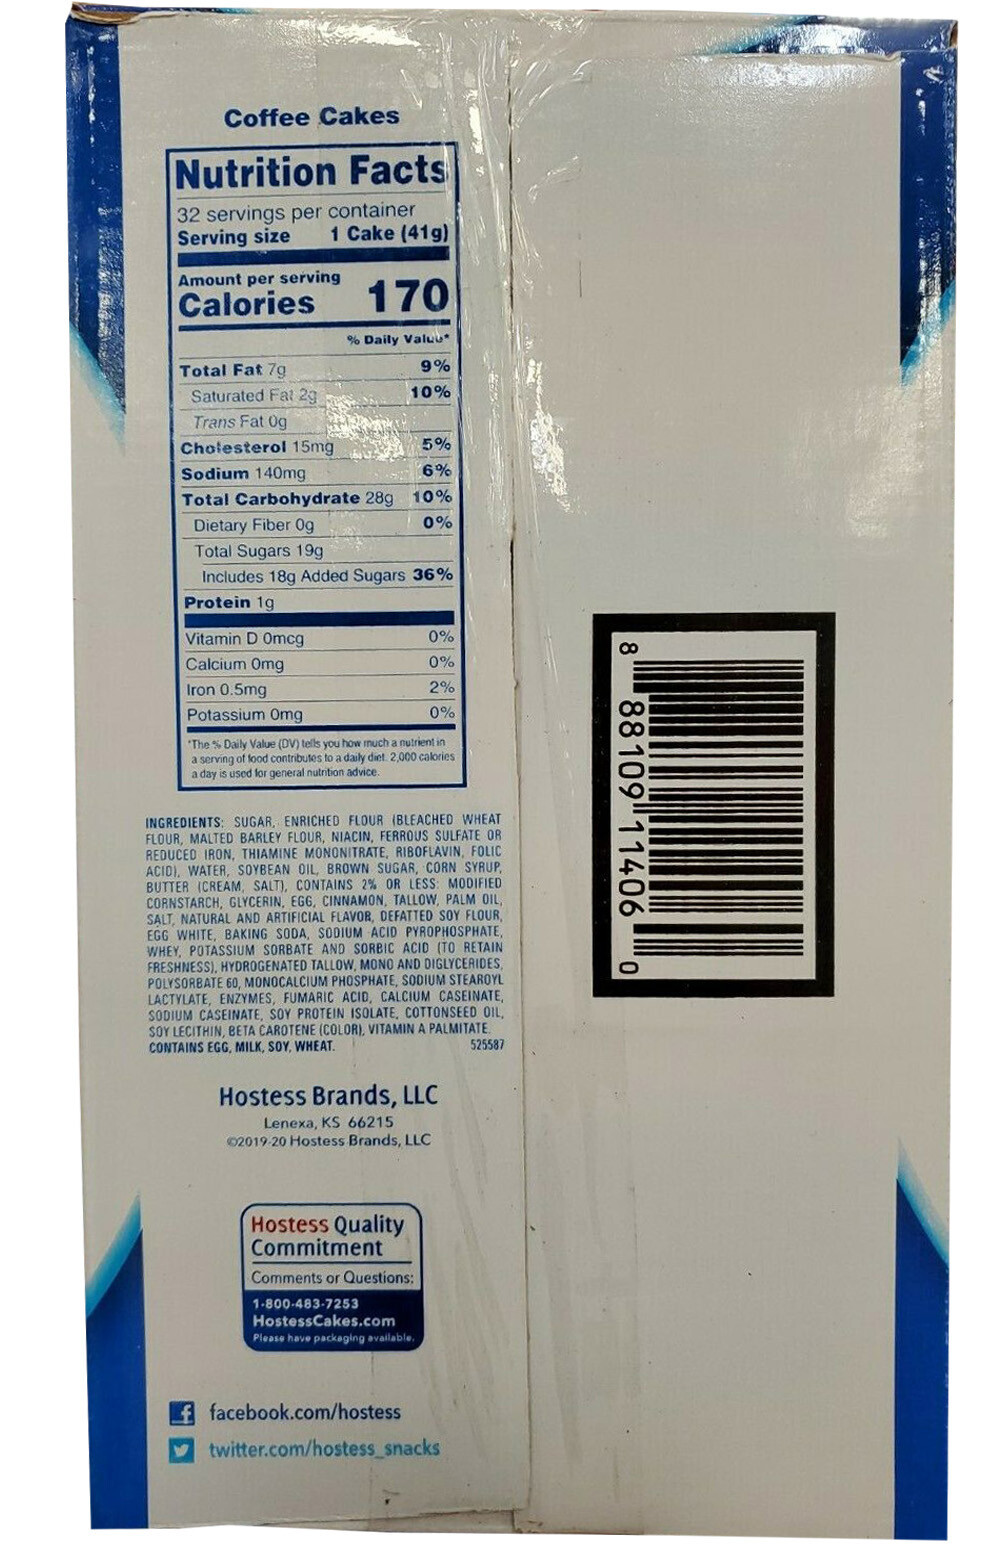 Coffee Cakes
Nutrition Facts
32 servings per container
Serving size 1 Cake (41g)
Amount per serving
Calories 170
% Daily Value*
Total Fat 7g 9%
Saturated Fat 2g 10%
Trans Fat 0g
Cholesterol 15mg 5%
Sodium 140mg 6%
Total Carbohydrate 28g 10%
Dietary Fiber 0g 0%
Total Sugars 19g
Includes 18g Added Sugars 36%
Protein 1g
Vitamin D 0mcg 0%
Calcium 0mg 0%
Iron 0.5mg 2%
Potassium 0mg 0%
*The % Daily Value (DV) tells you how much a nutrient in
a serving of food contributes to a daily diet. 2,000 calories
a day is used for general nutrition advice.
INGREDIENTS: SUGAR, ENRICHED FLOUR (BLEACHED WHEAT
FLOUR, MALTED BARLEY FLOUR, NIACIN, FERROUS SULFATE OR
REDUCED IRON, THIAMINE MONONITRATE, RIBOFLAVIN, FOLIC
ACID), WATER, SOYBEAN OIL, BROWN SUGAR, CORN SYRUP,
BUTTER (CREAM, SALT), CONTAINS 2% OR LESS: MODIFIED
CORNSTARCH, GLYCERIN, EGG, CINNAMON, TALLOW, PALM OIL,
SALT, NATURAL AND ARTIFICIAL FLAVOR, DEFATTED SOY FLOUR,
EGG WHITE, BAKING SODA, SODIUM ACID PYROPHOSPHATE,
WHEY, POTASSIUM SORBATE AND SORBIC ACID (TO RETAIN
FRESHNESS), HYDROGENATED TALLOW, MONO AND DIGLYCERIDES,
POLYSORBATE 60, MONOCALCIUM PHOSPHATE, SODIUM STEAROYL
LACTYLATE, ENZYMES, FUMARIC ACID, CALCIUM CASEINATE,
SODIUM CASEINATE, SOY PROTEIN ISOLATE, COTTONSEED OIL,
SOY LECITHIN, BETA CAROTENE (COLOR), VITAMIN A PALMITATE.
CONTAINS EGG, MILK, SOY, WHEAT. 525587
Hostess Brands, LLC
Lenexa, KS 66215
©2019-20 Hostess Brands, LLC
Hostess Quality
Commitment
Comments or Questions:
1-800-483-7253
HostessCakes.com
Please have packaging available.
facebook.com/hostess
twitter.com/hostess_snacks
8 88109 11406 0